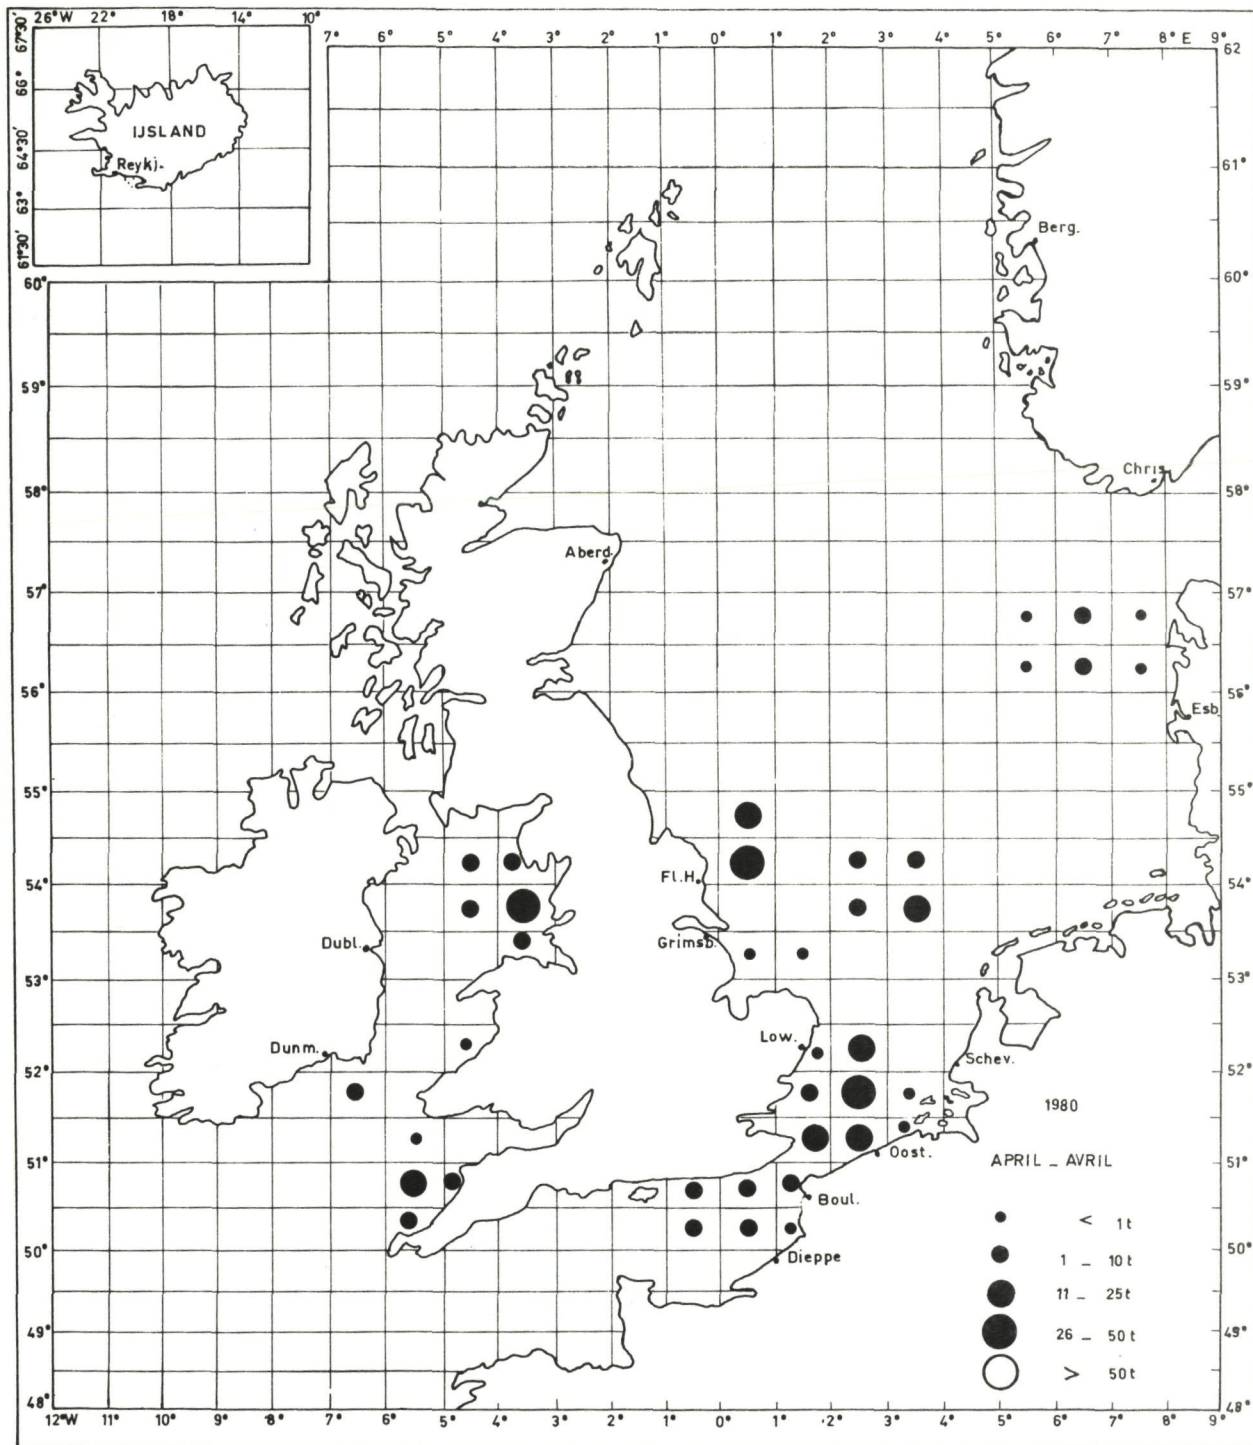 26°W 22° 18° 14° 10°
67°30'
66°
64°30'
63°
61°30'
IJSLAND
Reykj.
7° 6° 5° 4° 3° 2° 1° 0° 1° 2° 3° 4° 5° 6° 7° 8° E 9°
62
61°
60°
60°
Berg.
59°
59°
Chris
58°
58°
Aberd.
57°
57°
56°
56°
Esb
55°
55°
54°
54°
Fl.H.
Grimsb.
Dubl.
53°
53°
Low.
Dunm.
Schev.
52°
52°
1980
Oost.
51°
51°
APRIL _ AVRIL
Boul.
< 1t
50°
50°
Dieppe
1 _ 10t
11 _ 25t
49°
49°
26 _ 50t
> 50t
48°
48°
12°W 11° 10° 9° 8° 7° 6° 5° 4° 3° 2° 1° 0° 1° 2° 3° 4° 5° 6° 7° 8° 9°